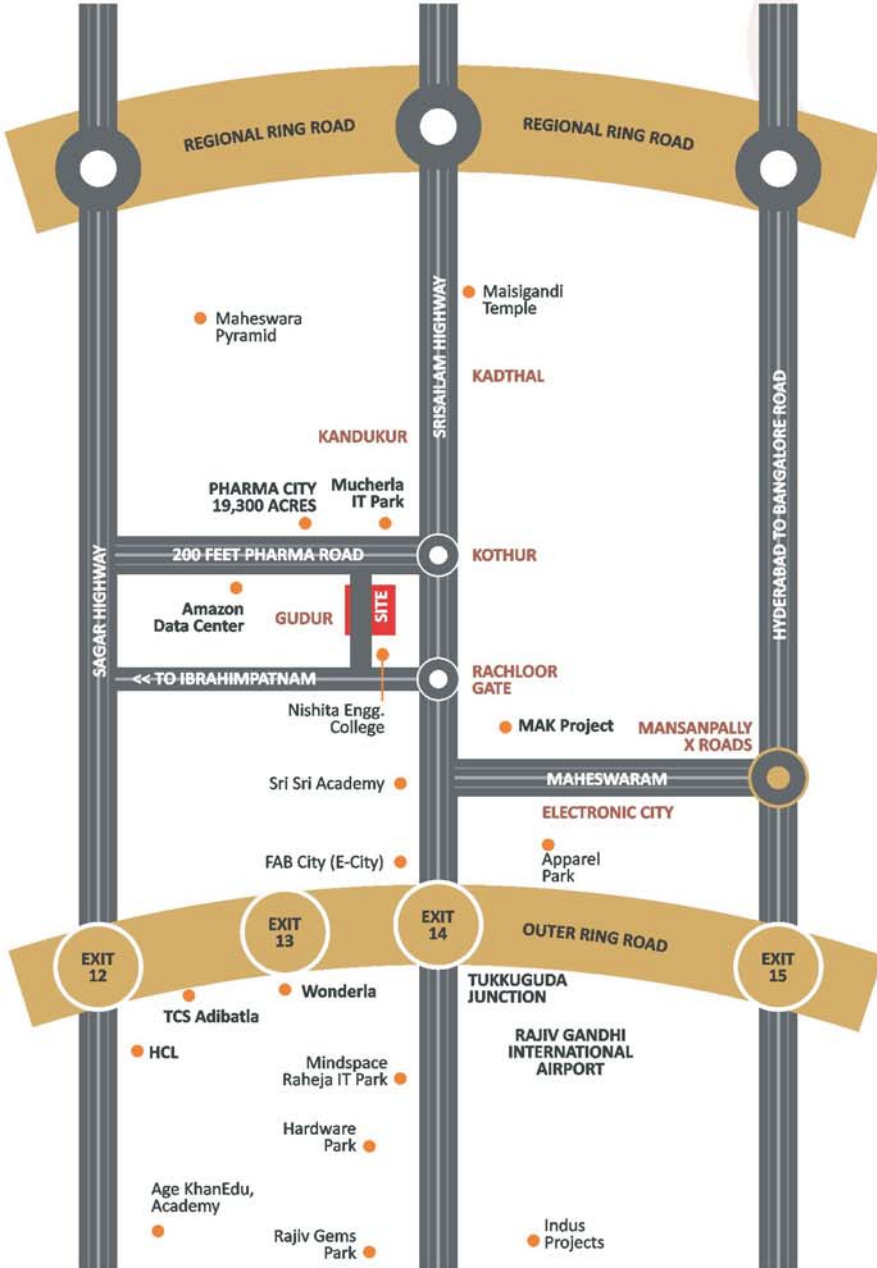 REGIONAL RING ROAD
REGIONAL RING ROAD
Maisigandi
Temple
Maheswara
Pyramid
SRISAILAM HIGHWAY
KADTHAL
HYDERABAD TO BANGALORE ROAD
KANDUKUR
PHARMA CITY
19,300 ACRES
Mucherla
IT Park
200 FEET PHARMA ROAD
KOTHUR
SAGAR HIGHWAY
Amazon
Data Center
GUDUR
SITE
<< TO IBRAHIMPATNAM
RACHLOOR
GATE
Nishita Engg.
College
MAK Project
MANSANPALLY
X ROADS
Sri Sri Academy
MAHESWARAM
ELECTRONIC CITY
FAB City (E-City)
Apparel
Park
EXIT
12
EXIT
13
EXIT
14
OUTER RING ROAD
EXIT
15
TCS Adibatla
Wonderla
TUKKUGUDA
JUNCTION
HCL
RAJIV GANDHI
INTERNATIONAL
AIRPORT
Mindspace
Raheja IT Park
Hardware
Park
Age KhanEdu,
Academy
Rajiv Gems
Park
Indus
Projects